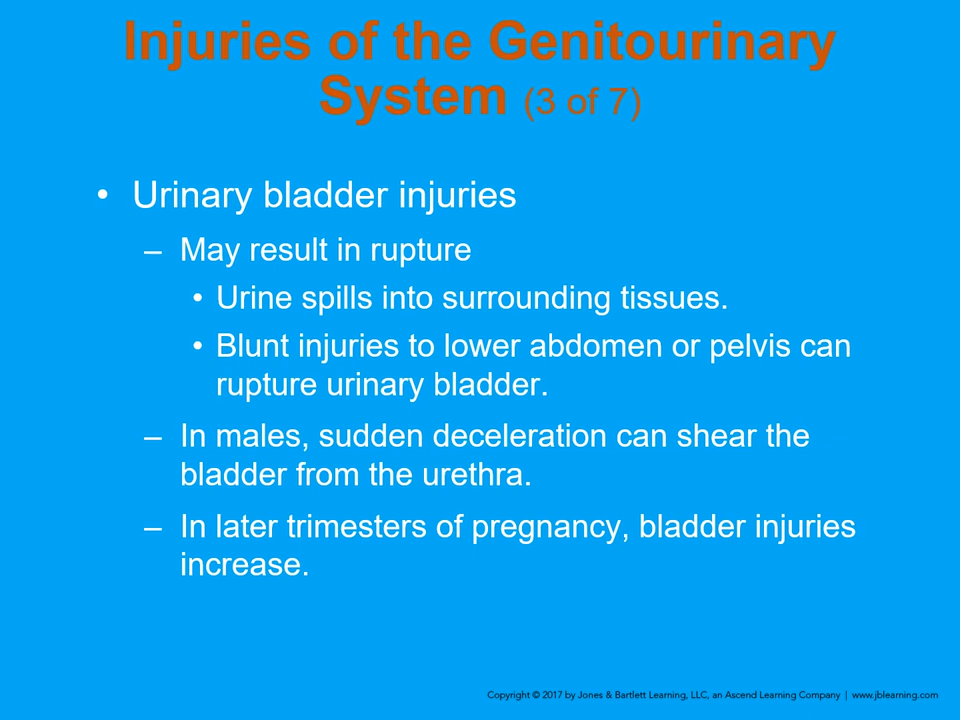 Injuries of the Genitourinary
System (3 of 7)
• Urinary bladder injuries
– May result in rupture
• Urine spills into surrounding tissues.
• Blunt injuries to lower abdomen or pelvis can
rupture urinary bladder.
– In males, sudden deceleration can shear the
bladder from the urethra.
– In later trimesters of pregnancy, bladder injuries
increase.
Copyright © 2017 by Jones & Bartlett Learning, LLC, an Ascend Learning Company | www.jblearning.com